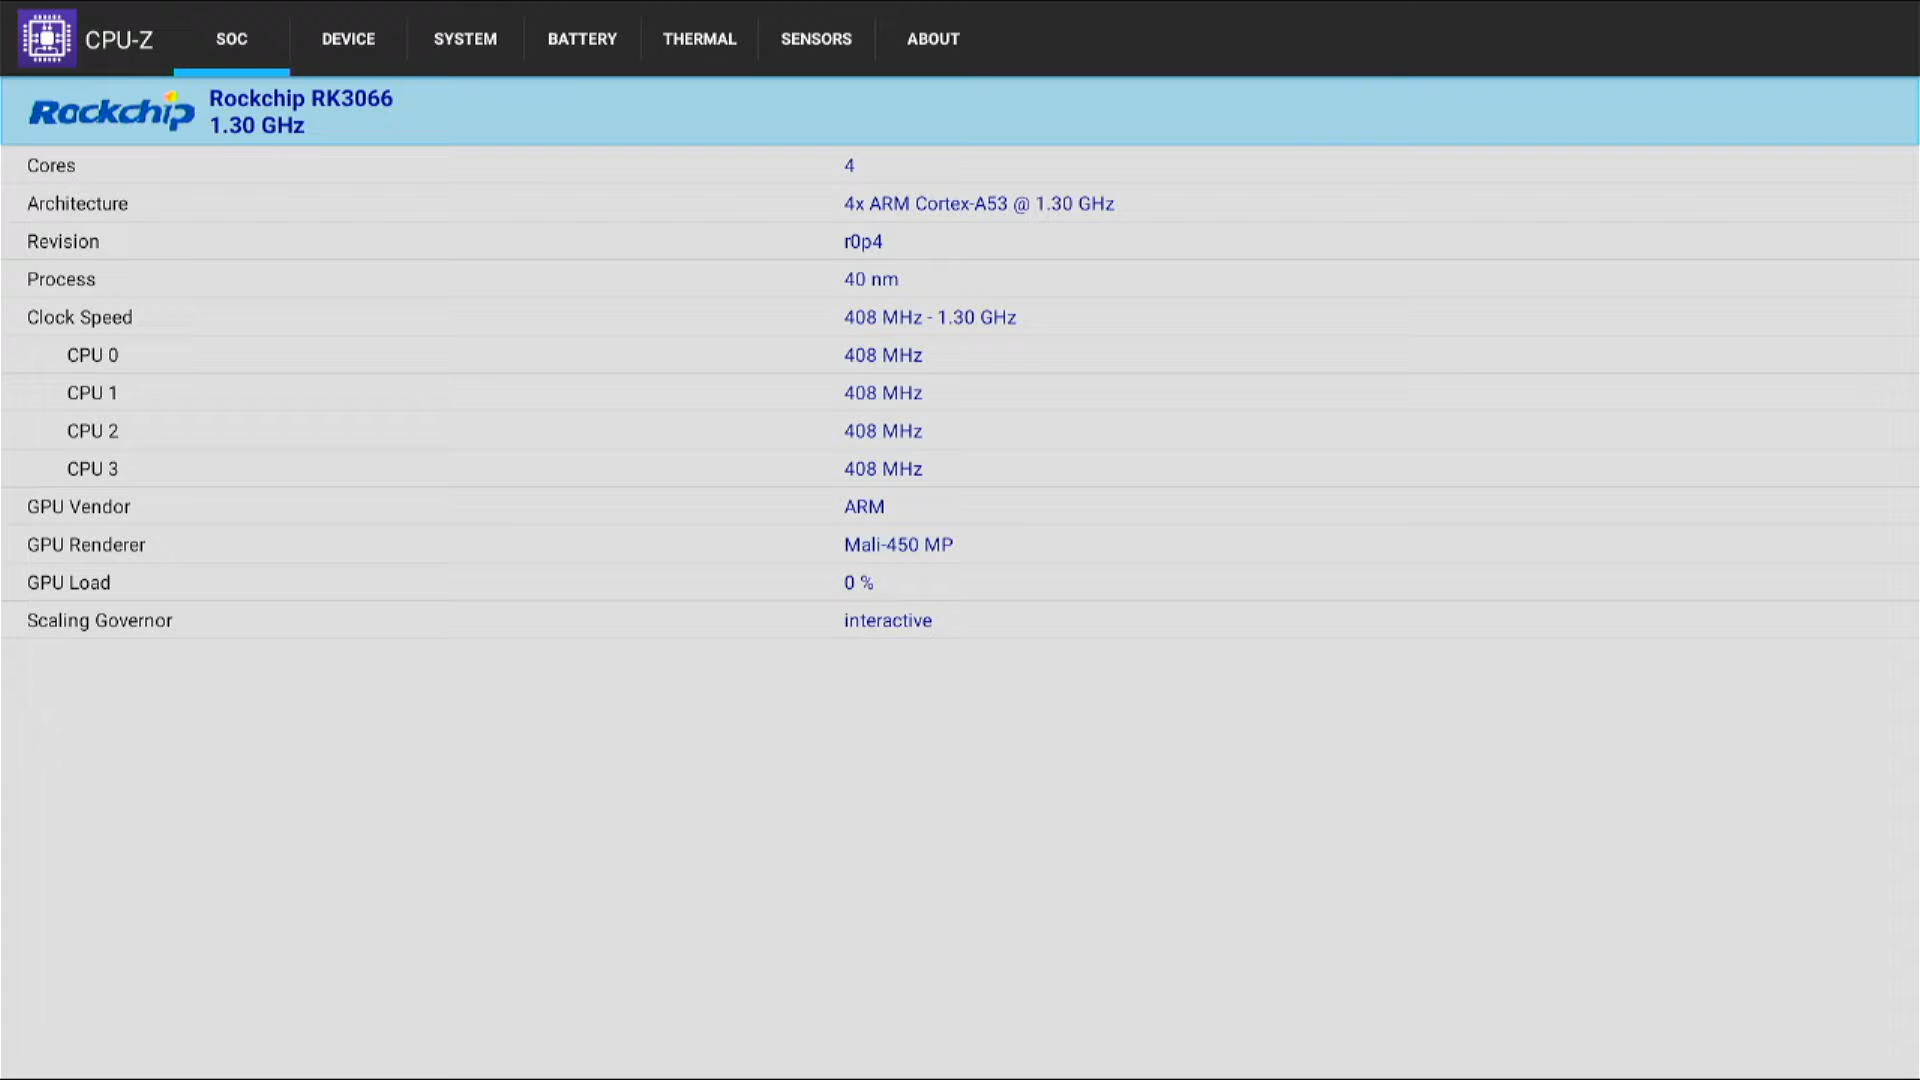 CPU-Z SOC DEVICE SYSTEM BATTERY THERMAL SENSORS ABOUT
Rockchip Rockchip RK3066
1.30 GHz
Cores 4
Architecture 4x ARM Cortex-A53 @ 1.30 GHz
Revision r0p4
Process 40 nm
Clock Speed 408 MHz - 1.30 GHz
CPU 0 408 MHz
CPU 1 408 MHz
CPU 2 408 MHz
CPU 3 408 MHz
GPU Vendor ARM
GPU Renderer Mali-450 MP
GPU Load 0 %
Scaling Governor interactive